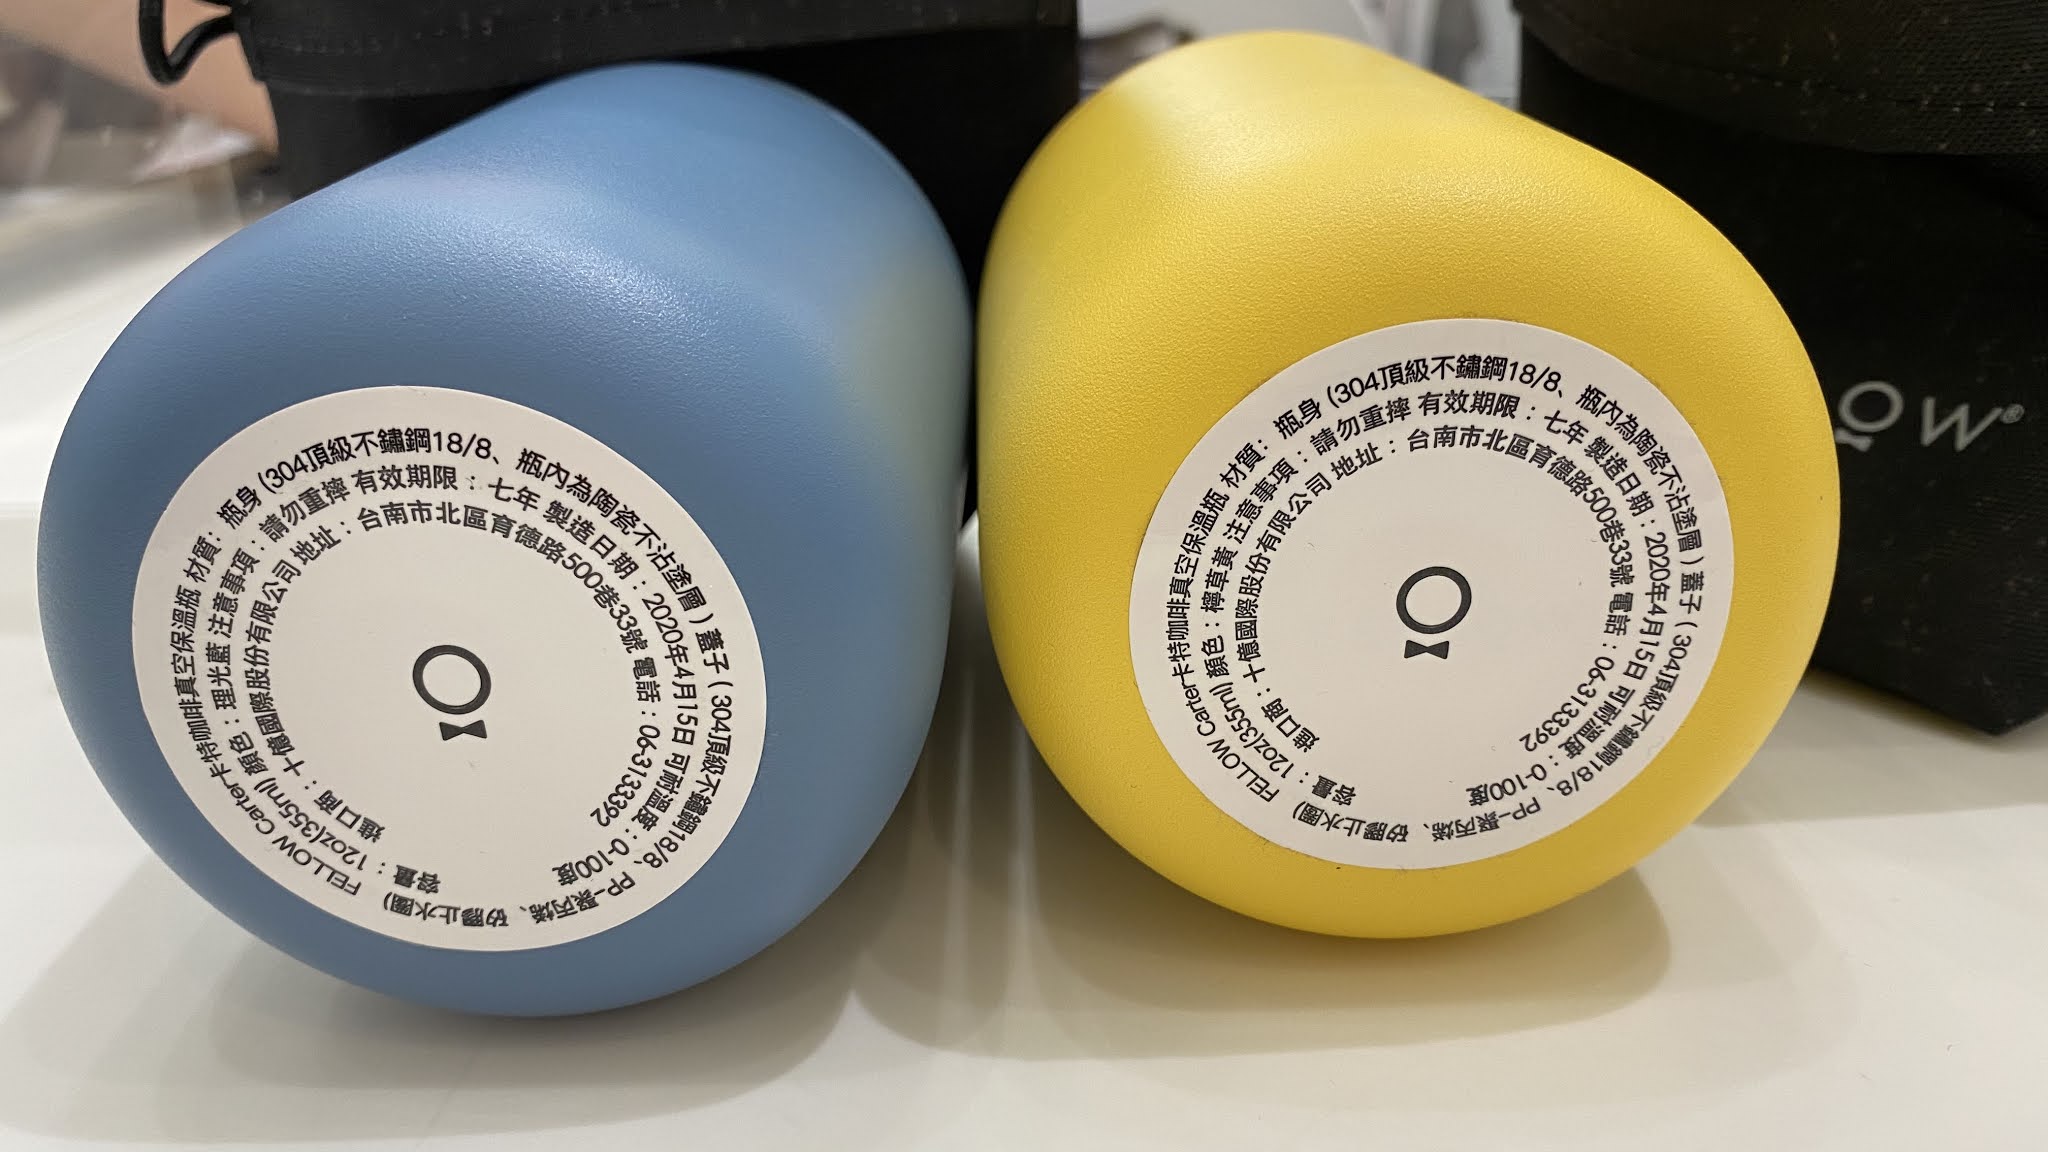 FELLOW Carter卡特咖啡真空保溫瓶 材質：瓶身 (304頂級不鏽鋼18/8、瓶內為陶瓷不沾塗層) 蓋子 (304頂級不鏽鋼18/8、PP-聚丙烯、矽膠止水圈)
容量：12oz(355ml) 顏色：理光藍 注意事項：請勿重摔 有效期限：七年 製造日期：2020年4月15日 可耐溫度：0-100度
進口商：十億國際股份有限公司 地址：台南市北區育德路500巷33號 電話：06-3133392
FELLOW Carter卡特咖啡真空保溫瓶 材質：瓶身 (304頂級不鏽鋼18/8、瓶內為陶瓷不沾塗層) 蓋子 (304頂級不鏽鋼18/8、PP-聚丙烯、矽膠止水圈)
容量：12oz(355ml) 顏色：檸草黃 注意事項：請勿重摔 有效期限：七年 製造日期：2020年4月15日 可耐溫度：0-100度
進口商：十億國際股份有限公司 地址：台南市北區育德路500巷33號 電話：06-3133392
OW®